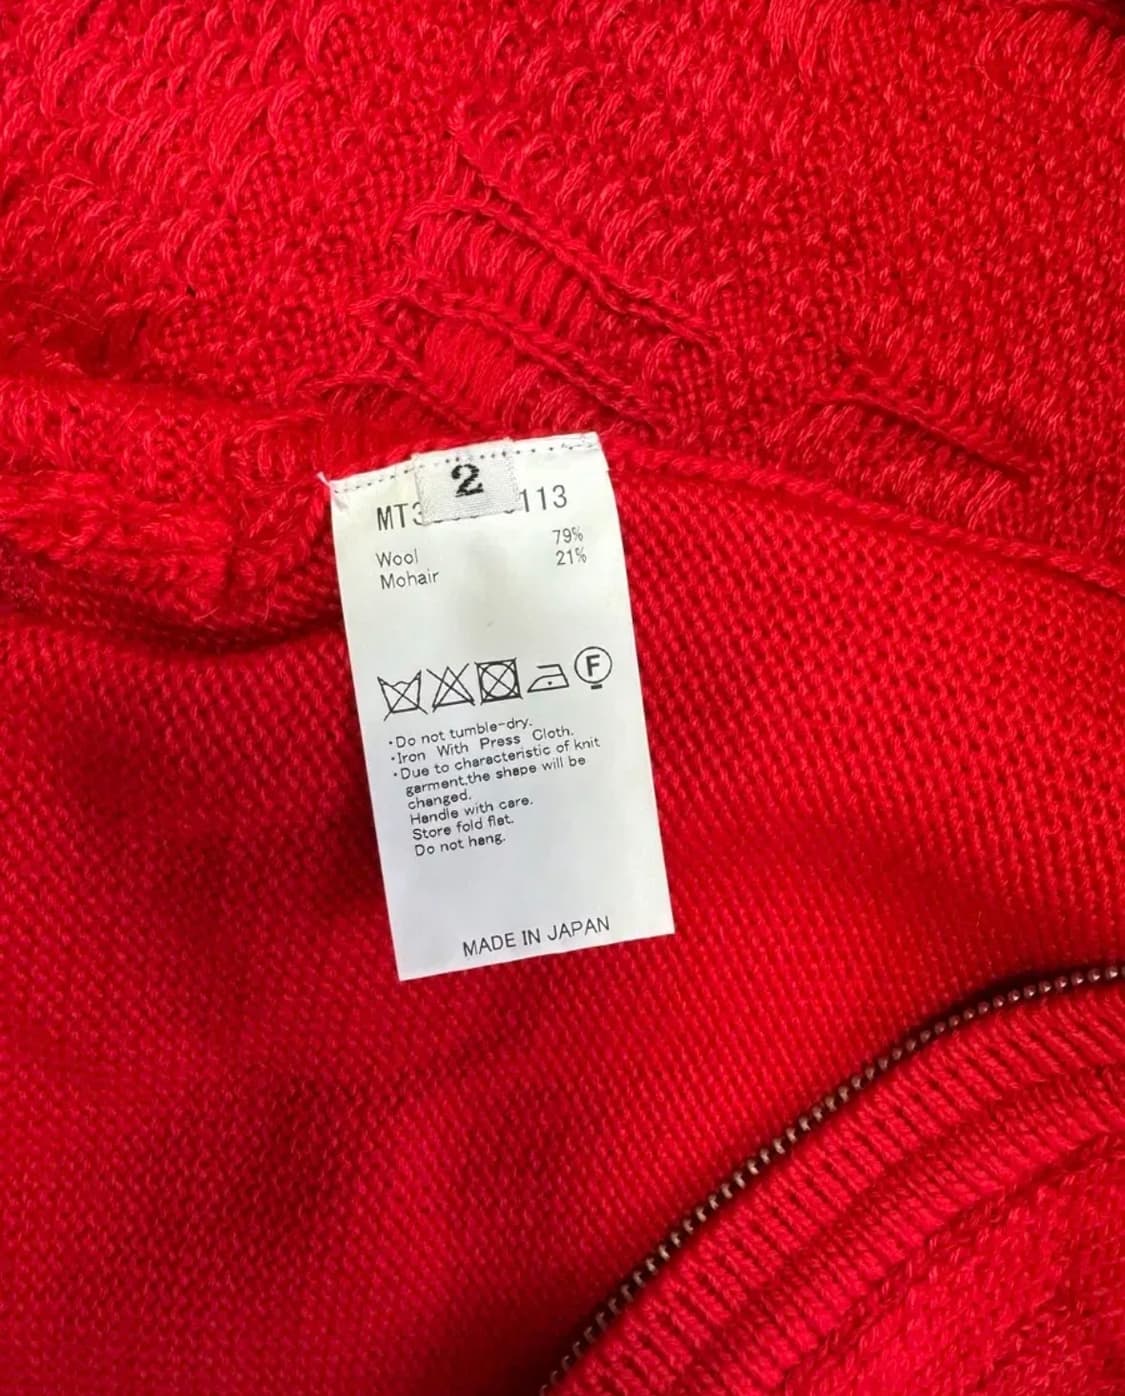 2
113
79%
Wool 21%
Mohair
F
·Do not tumble-dry.
·Iron With Press Cloth.
·Due to characteristic of knit
garment,the shape will be
changed.
Handle with care.
Store fold flat.
Do not hang.
MADE IN JAPAN